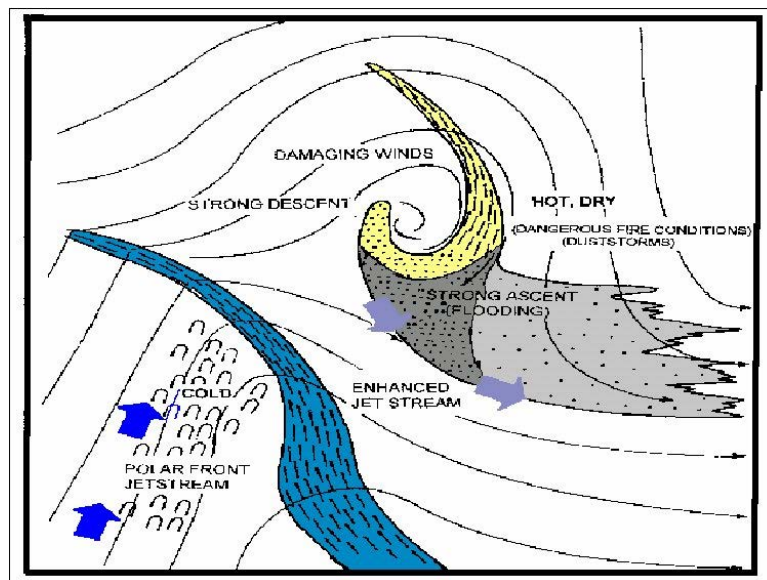 DAMAGING WINDS
STRONG DESCENT
HOT, DRY
(DANGEROUS FIRE CONDITIONS)
(DUSTSTORMS)
STRONG ASCENT
(FLOODING)
ENHANCED
JET STREAM
COLD
POLAR FRONT
JETSTREAM